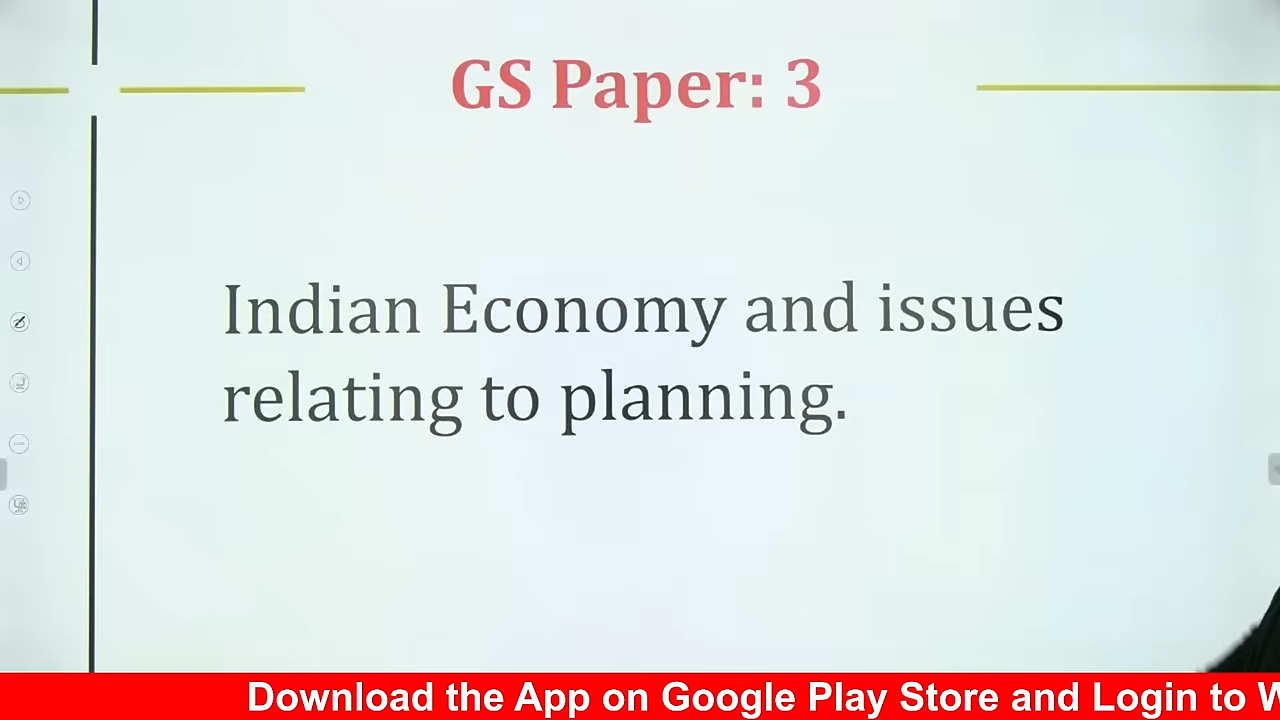 GS Paper: 3
Indian Economy and issues
relating to planning.
Download the App on Google Play Store and Login to W